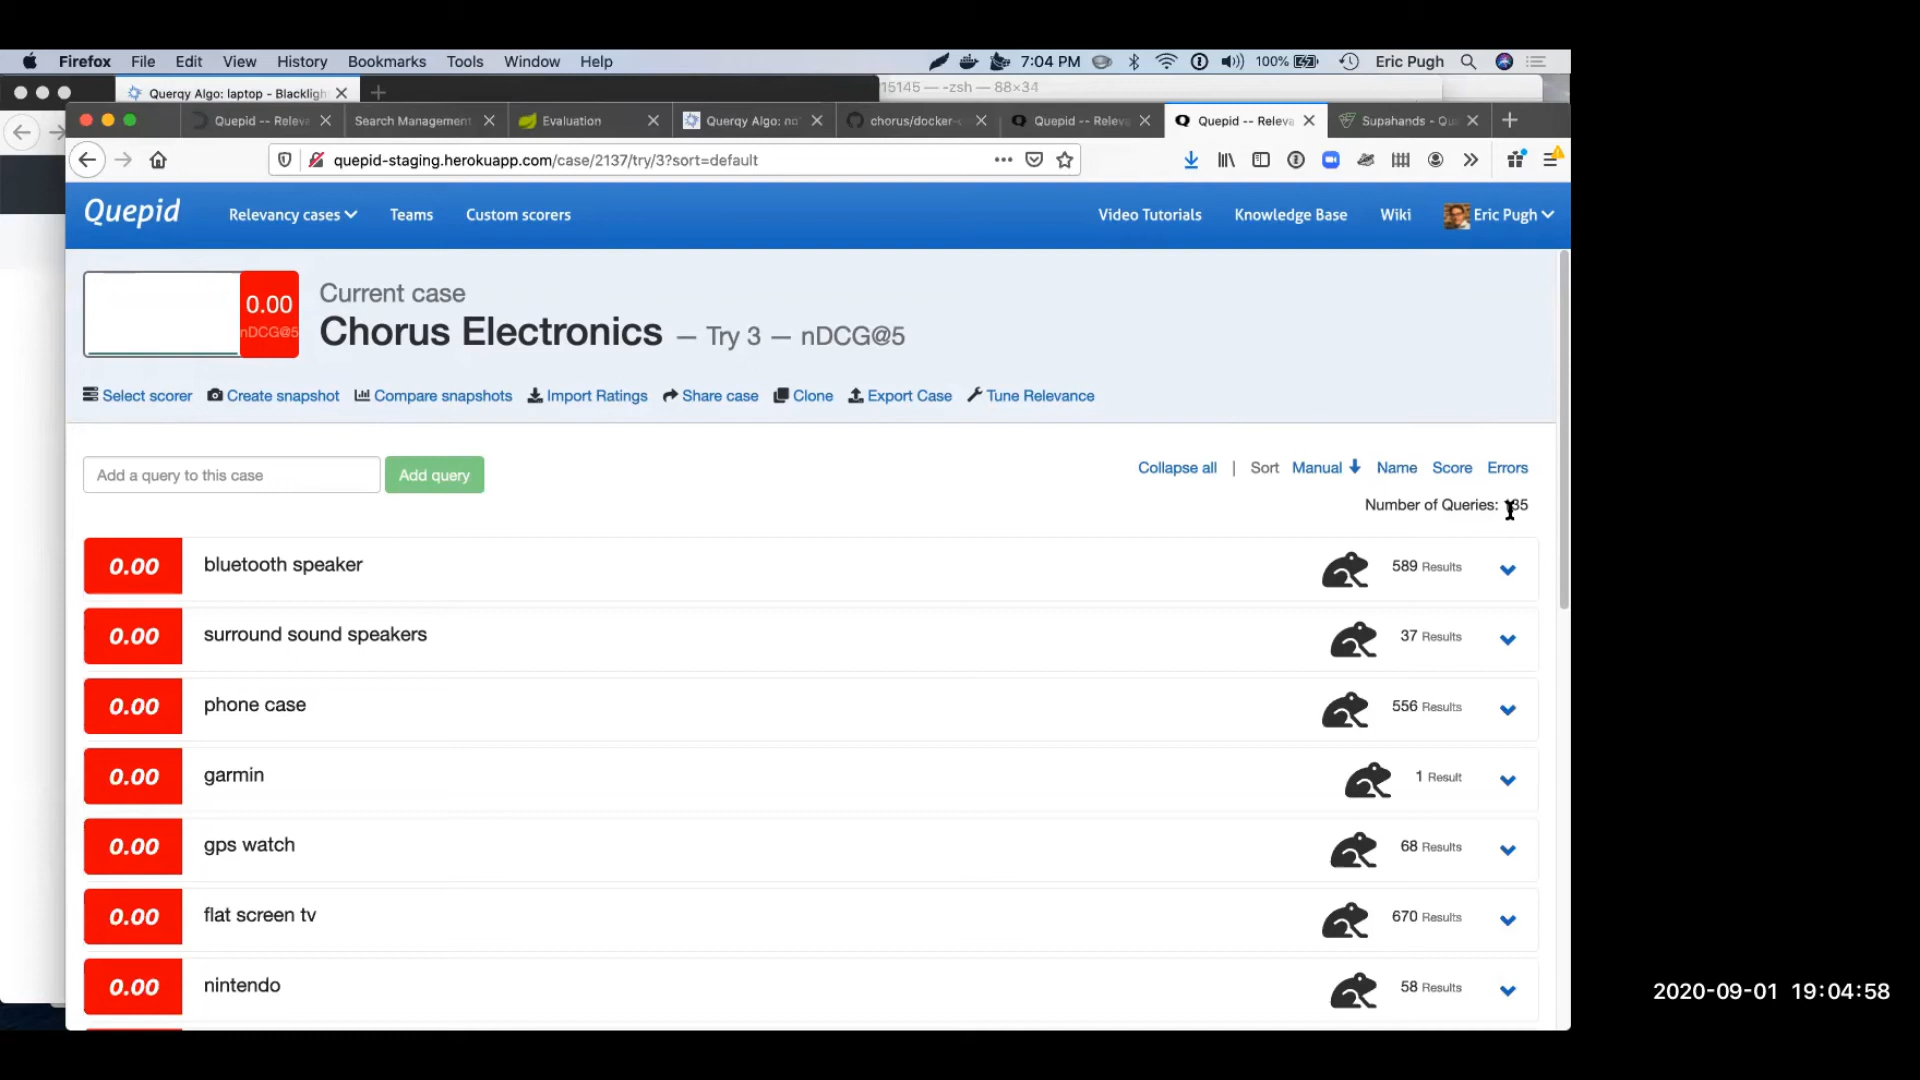 Firefox File Edit View History Bookmarks Tools Window Help 7:04 PM 100% Eric Pugh
Querqy Algo: laptop - Blacklight
15145 — -zsh — 88×34
Quepid -- Releva Search Management Evaluation Querqy Algo: no chorus/docker- Quepid -- Releva Quepid -- Releva Supahands - Qu
quepid-staging.herokuapp.com/case/2137/try/3?sort=default
Quepid Relevancy cases Teams Custom scorers Video Tutorials Knowledge Base Wiki Eric Pugh
0.00
nDCG@5
Current case
Chorus Electronics — Try 3 — nDCG@5
Select scorer Create snapshot Compare snapshots Import Ratings Share case Clone Export Case Tune Relevance
Add a query to this case Add query
Collapse all | Sort Manual Name Score Errors
Number of Queries:
0.00 bluetooth speaker 589 Results
0.00 surround sound speakers 37 Results
0.00 phone case 556 Results
0.00 garmin 1 Result
0.00 gps watch 68 Results
0.00 flat screen tv 670 Results
0.00 nintendo 58 Results
2020-09-01 19:04:58